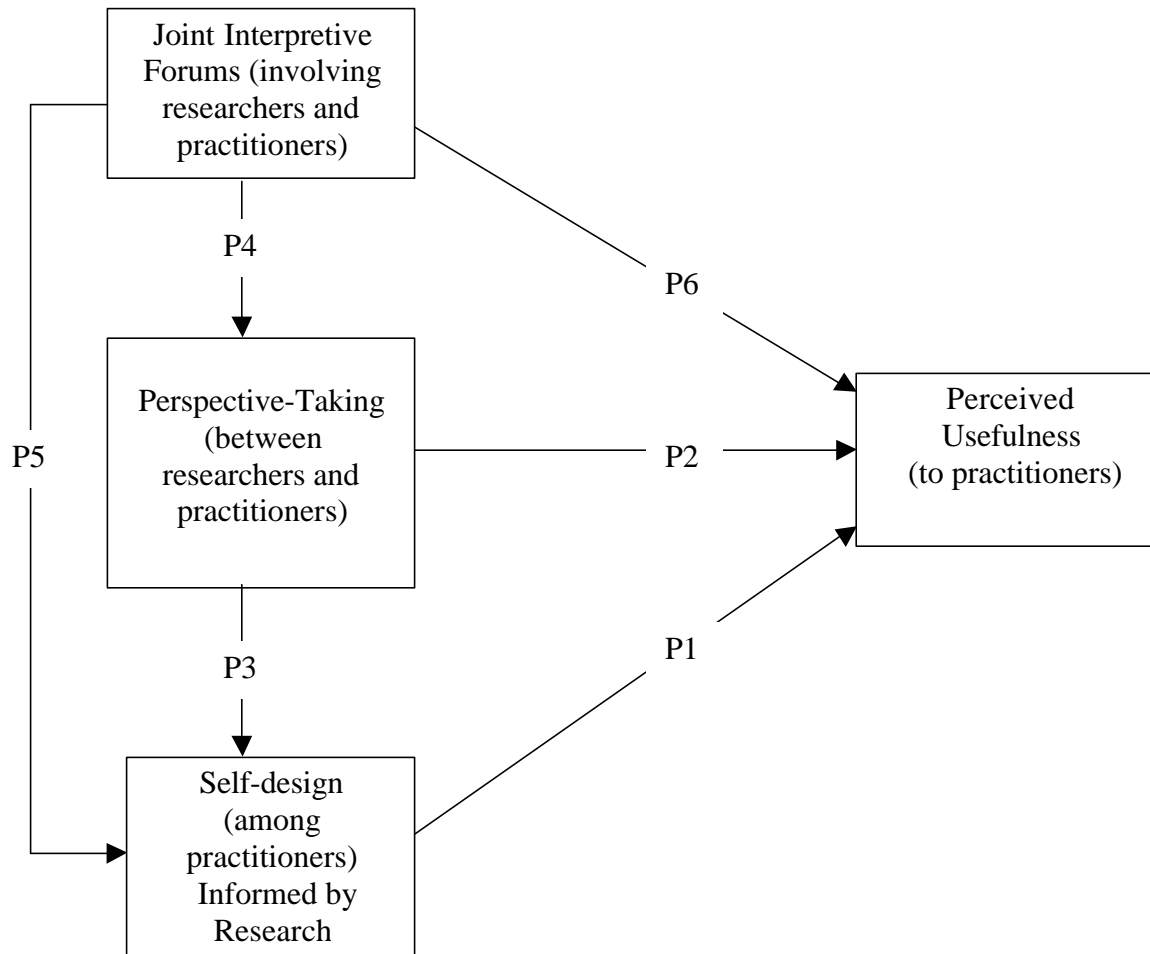 Joint Interpretive
Forums (involving
researchers and
practitioners)
P4
P6
Perspective-Taking
(between
researchers and
practitioners)
Perceived
Usefulness
(to practitioners)
P5
P2
P3
P1
Self-design
(among
practitioners)
Informed by
Research